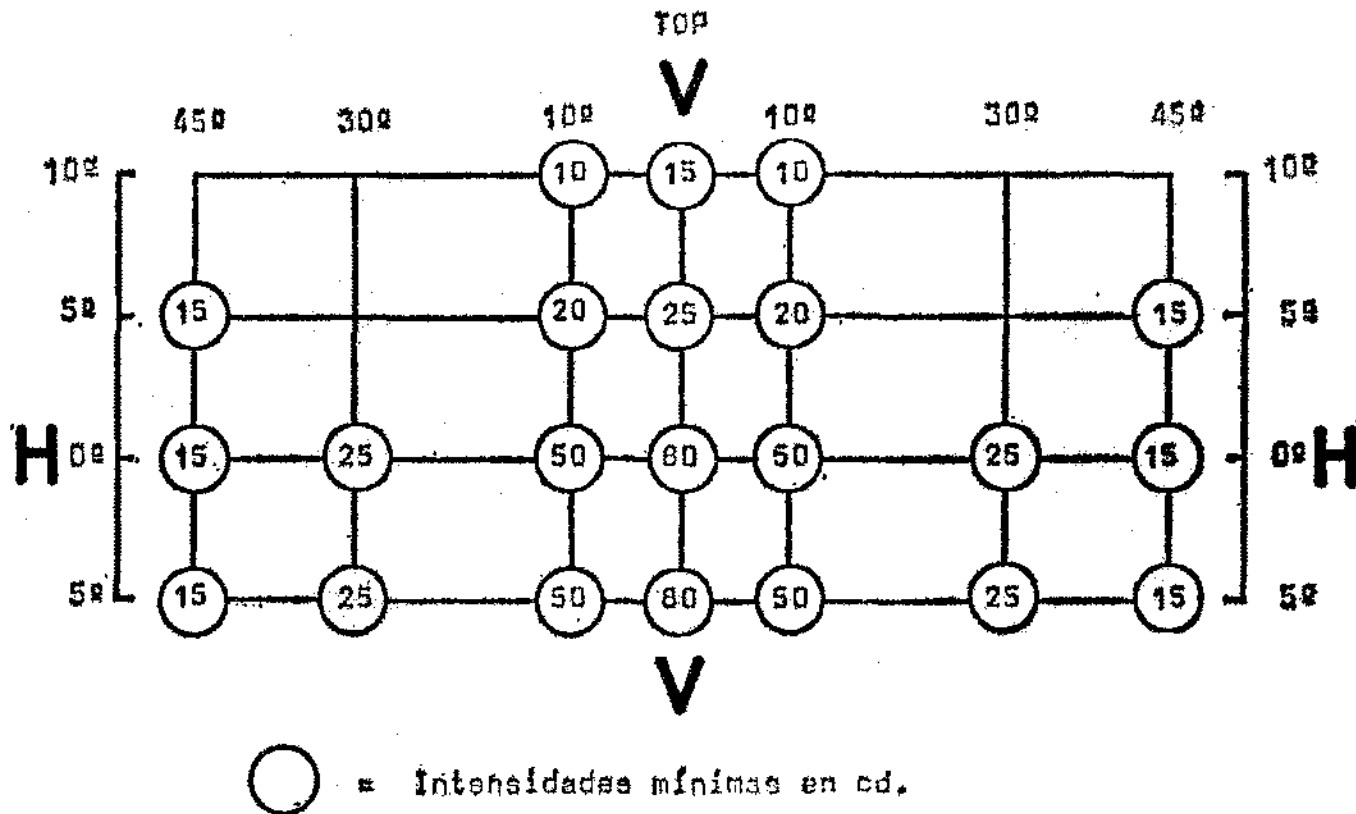 TOP
V
45º 30º 10º 10º 30º 45º
10º 10 15 10 10º
5º 15 20 25 20 15 5º
H 0º 15 25 50 80 50 25 15 0º H
5º 15 25 50 80 50 25 15 5º
V
= Intensidades mínimas en cd.